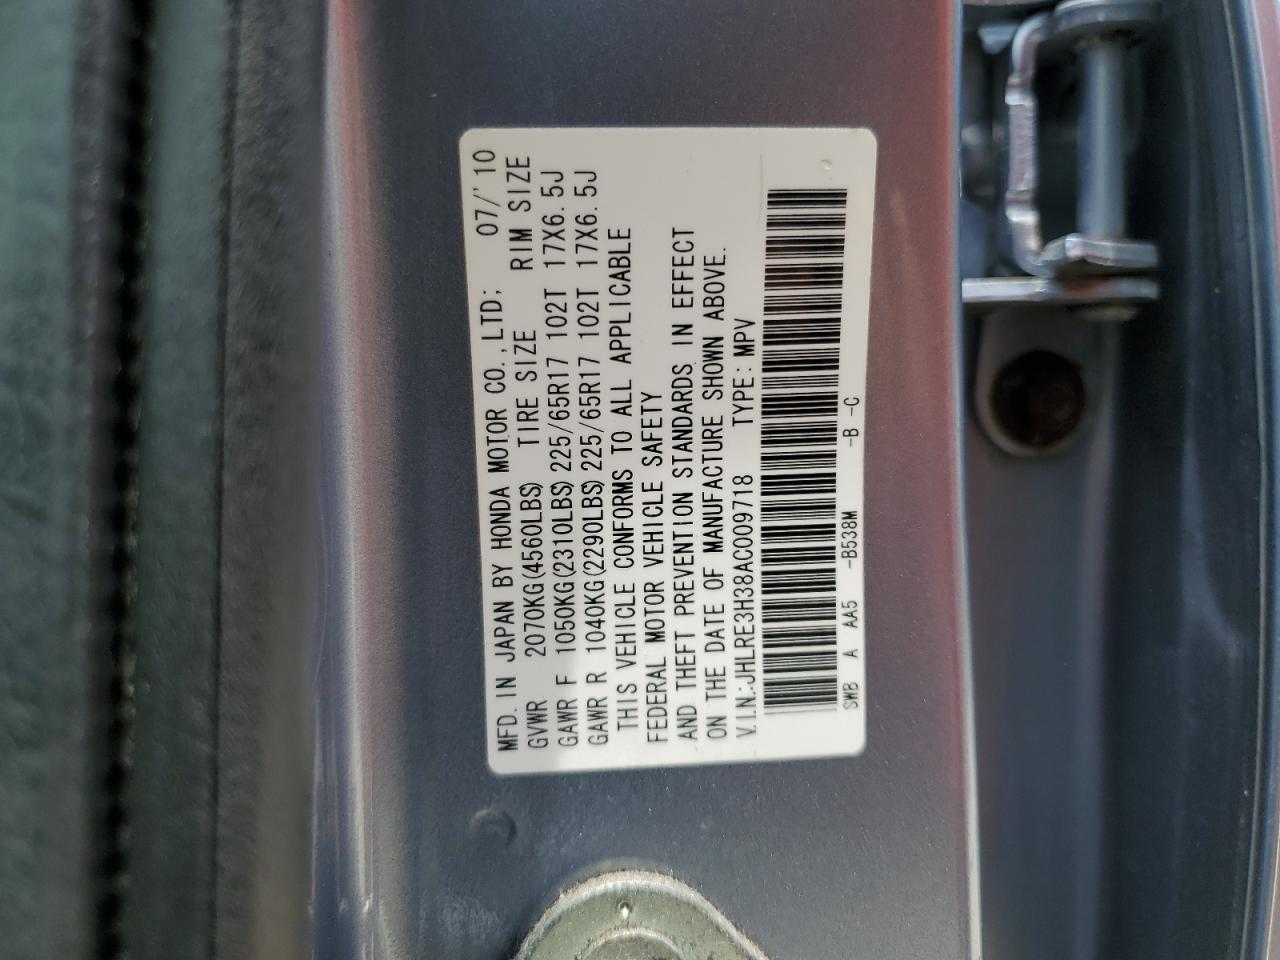 MFD. IN JAPAN BY HONDA MOTOR CO., LTD; 07/'10
GVWR 2070KG(4560LBS) TIRE SIZE RIM SIZE
GAWR F 1050KG(2310LBS)225/65R17 102T 17X6.5J
GAWR R 1040KG(2290LBS)225/65R17 102T 17X6.5J
THIS VEHICLE CONFORMS TO ALL APPLICABLE
FEDERAL MOTOR VEHICLE SAFETY
AND THEFT PREVENTION STANDARDS IN EFFECT
ON THE DATE OF MANUFACTURE SHOWN ABOVE.
V.I.N.:JHLRE3H38AC009718 TYPE:MPV
SWB A AA5 -B538M -B -C